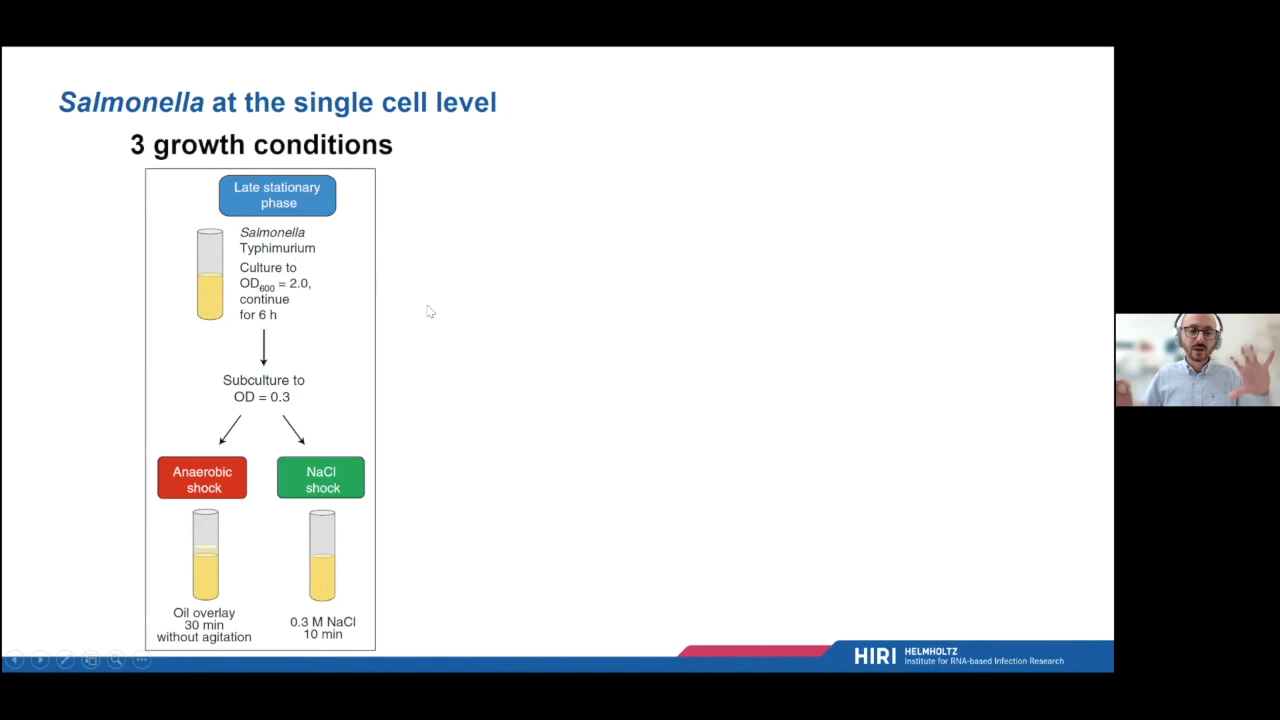 Salmonella at the single cell level
3 growth conditions
Late stationary
phase
Salmonella
Typhimurium
Culture to
OD600 = 2.0,
continue
for 6 h
Subculture to
OD = 0.3
Anaerobic
shock
NaCl
shock
Oil overlay
30 min
without agitation
0.3 M NaCl
10 min
HIRI
HELMHOLTZ
Institute for RNA-based Infection Research